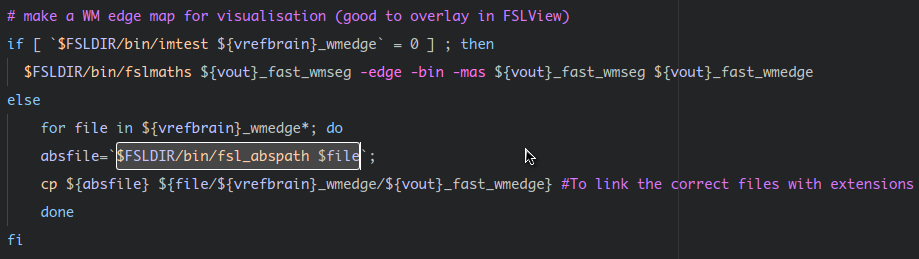 # make a WM edge map for visualisation (good to overlay in FSLView)
if [ `$FSLDIR/bin/imtest ${vrefbrain}_wmedge` = 0 ] ; then
$FSLDIR/bin/fslmaths ${vout}_fast_wmseg -edge -bin -mas ${vout}_fast_wmseg ${vout}_fast_wmedge
else
for file in ${vrefbrain}_wmedge*; do
absfile=`$FSLDIR/bin/fsl_abspath $file`;
cp ${absfile} ${file/${vrefbrain}_wmedge/${vout}_fast_wmedge} #To link the correct files with extensions
done
fi